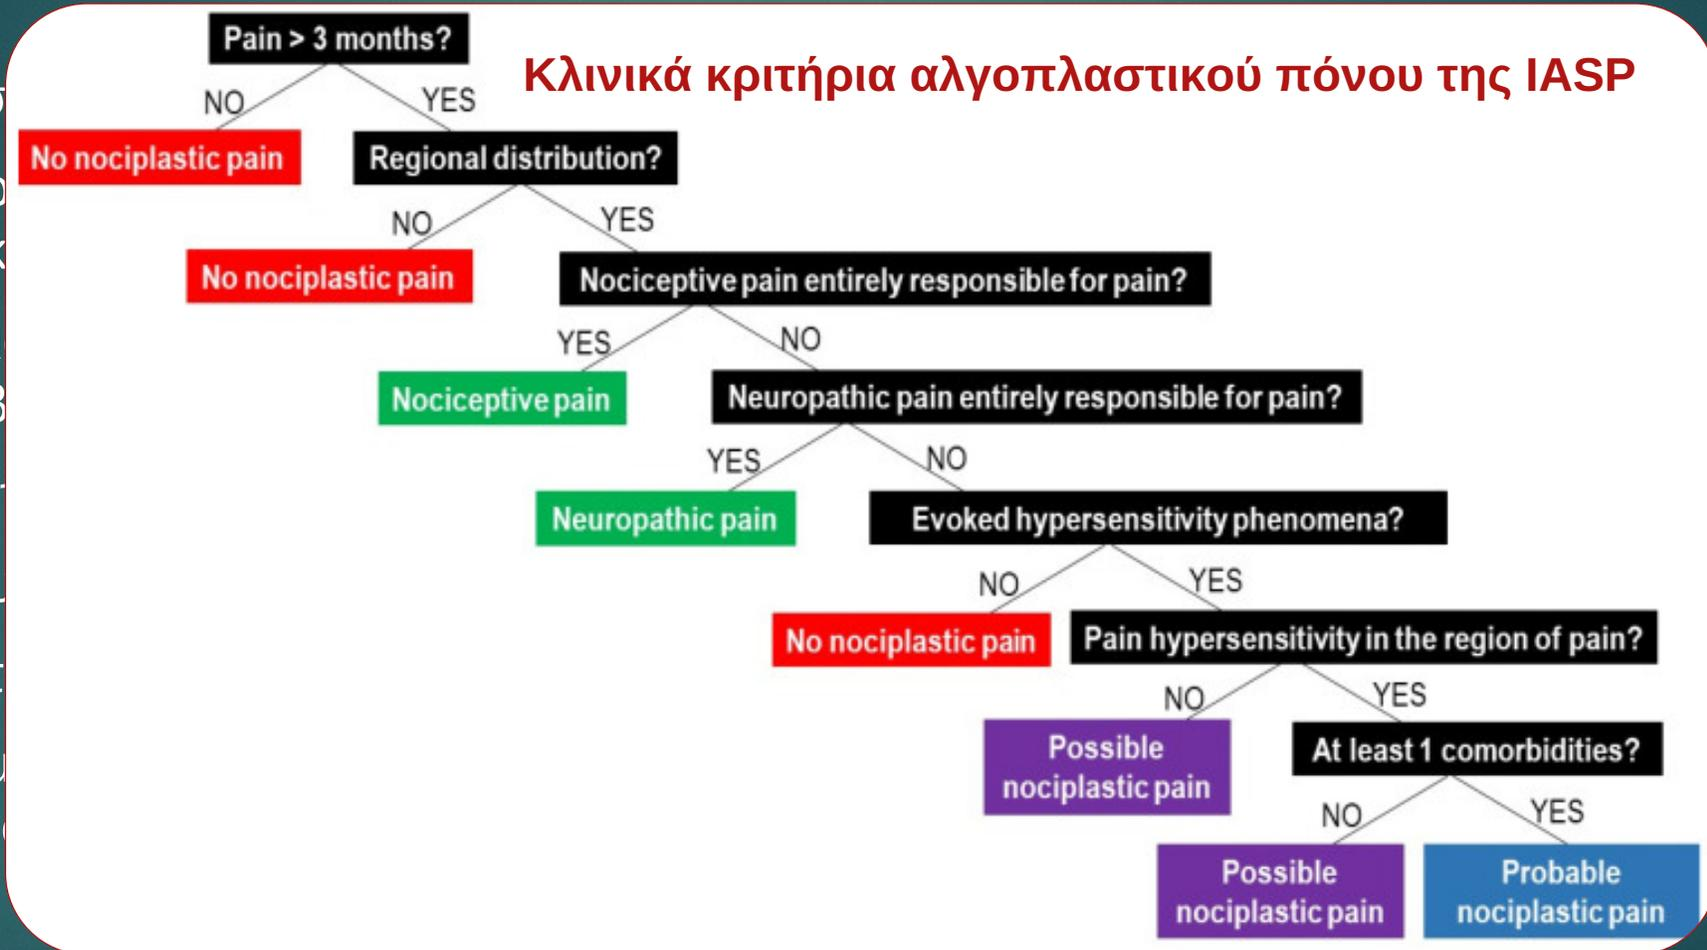 Pain > 3 months?
Κλινικά κριτήρια αλγοπλαστικού πόνου της IASP
NO
YES
No nociplastic pain
Regional distribution?
NO
YES
No nociplastic pain
Nociceptive pain entirely responsible for pain?
YES
NO
Nociceptive pain
Neuropathic pain entirely responsible for pain?
YES
NO
Neuropathic pain
Evoked hypersensitivity phenomena?
NO
YES
No nociplastic pain
Pain hypersensitivity in the region of pain?
NO
YES
Possible
nociplastic pain
At least 1 comorbidities?
NO
YES
Possible
nociplastic pain
Probable
nociplastic pain